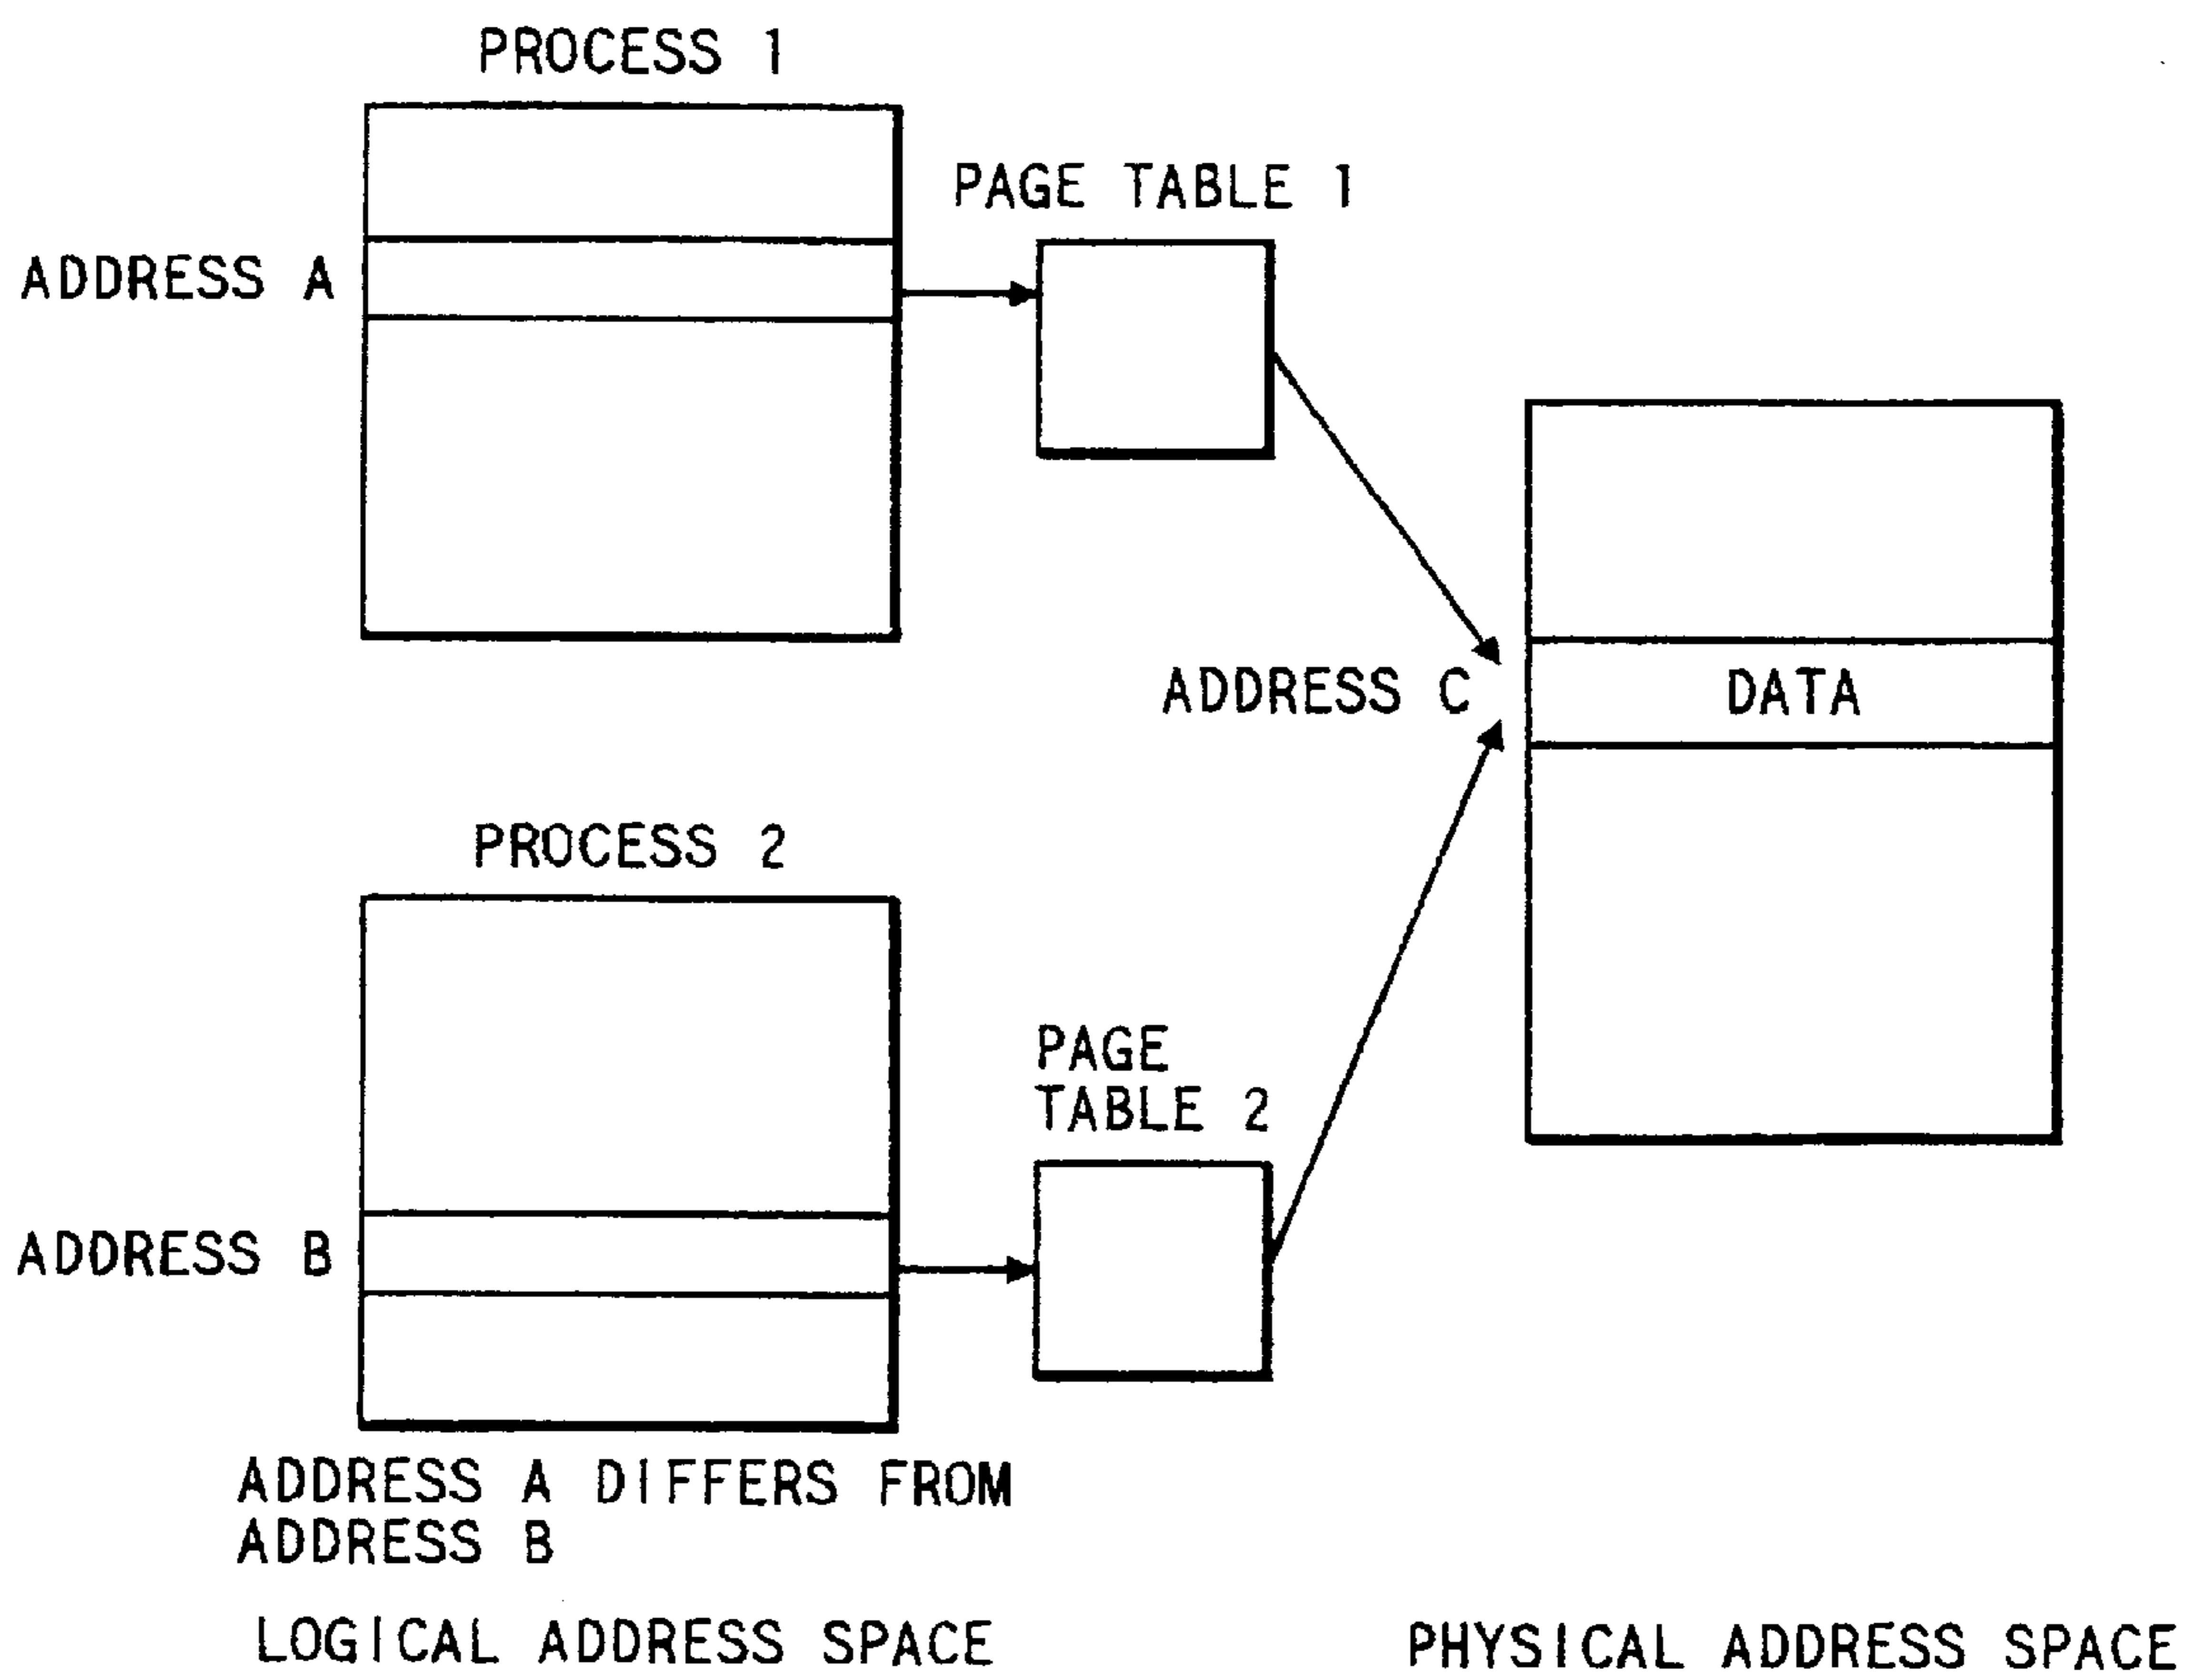 PROCESS 1
PAGE TABLE 1
ADDRESS A
ADDRESS C
DATA
PROCESS 2
PAGE
TABLE 2
ADDRESS B
ADDRESS A DIFFERS FROM
ADDRESS B
LOGICAL ADDRESS SPACE
PHYSICAL ADDRESS SPACE